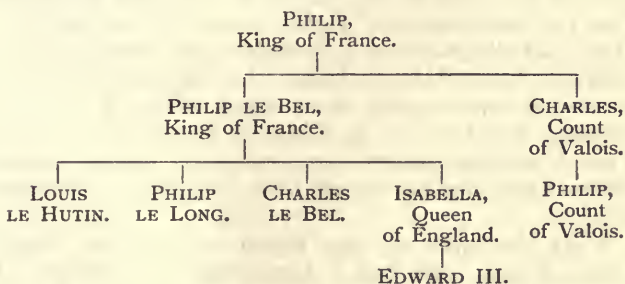 PHILIP,
King of France.
PHILIP LE BEL,
King of France.
CHARLES,
Count
of Valois.
LOUIS
LE HUTIN.
PHILIP
LE LONG.
CHARLES
LE BEL.
ISABELLA,
Queen
of England.
PHILIP,
Count
of Valois.
EDWARD III.